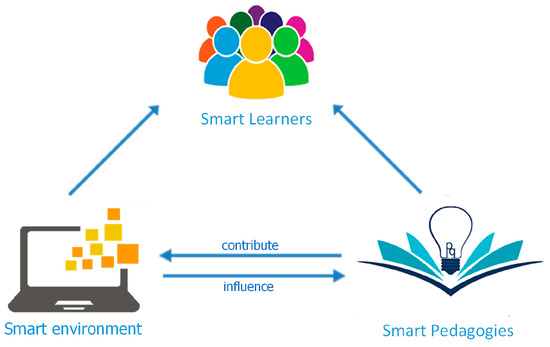 Smart Learners
contribute
influence
Smart environment
Smart Pedagogies